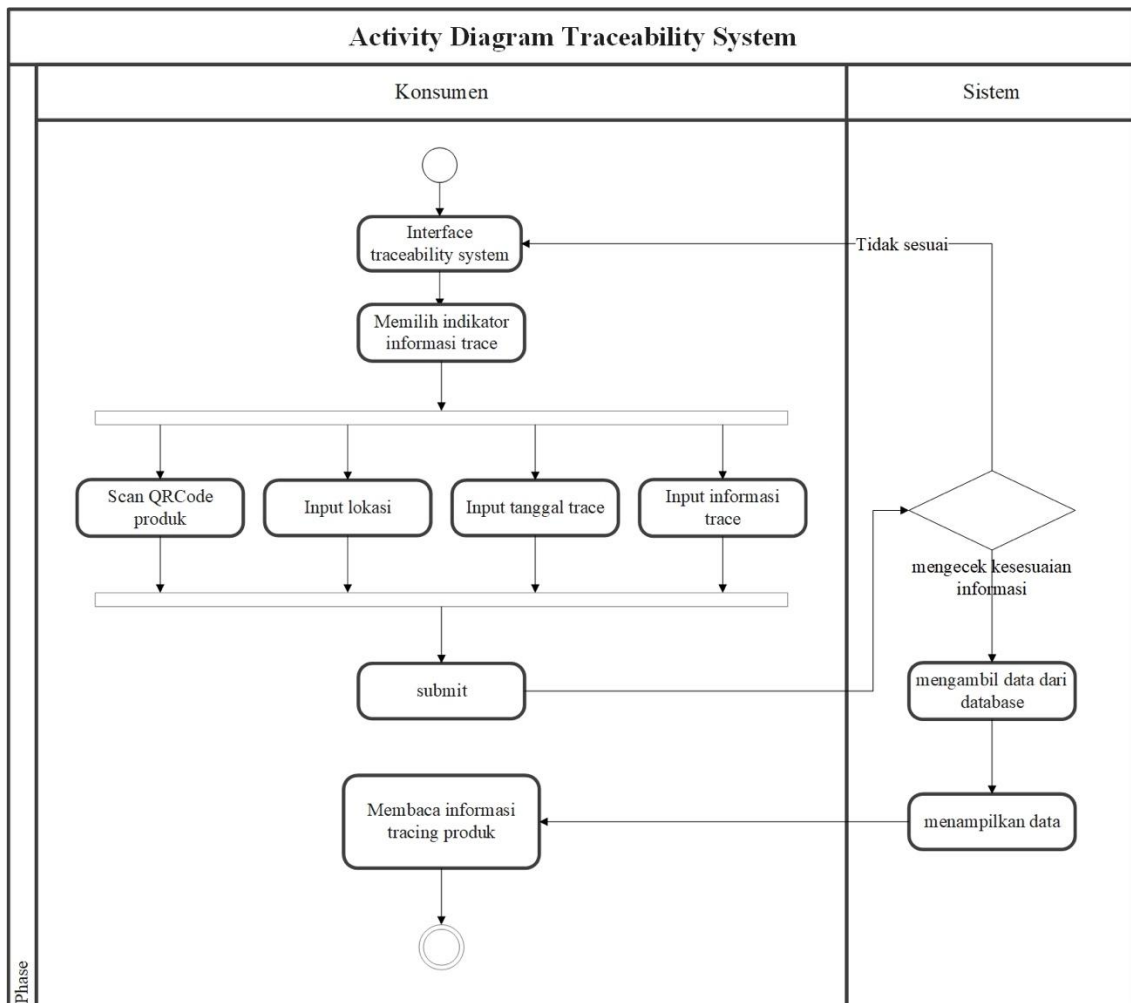 Activity Diagram Traceability System
Konsumen
Sistem
Interface
traceability system
Tidak sesuai
Memilih indikator
informasi trace
Scan QRCode
produk
Input lokasi
Input tanggal trace
Input informasi
trace
mengecek kesesuaian
informasi
submit
mengambil data dari
database
Membaca informasi
tracing produk
menampilkan data
Phase